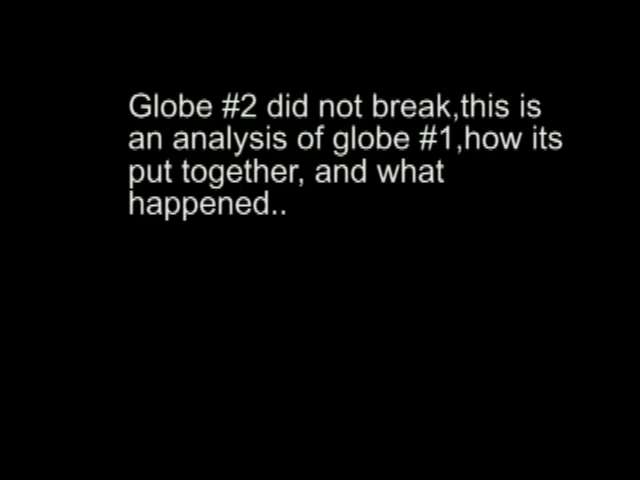 Globe #2 did not break,this is
an analysis of globe #1,how its
put together, and what
happened..